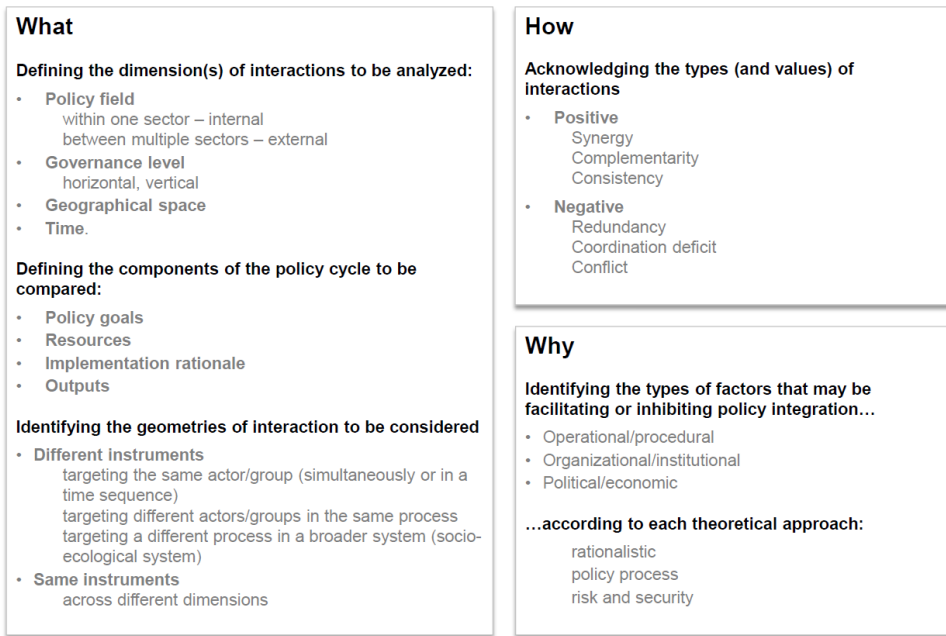 What
Defining the dimension(s) of interactions to be analyzed:
• Policy field
within one sector – internal
between multiple sectors – external
• Governance level
horizontal, vertical
• Geographical space
• Time.
Defining the components of the policy cycle to be
compared:
• Policy goals
• Resources
• Implementation rationale
• Outputs
Identifying the geometries of interaction to be considered
• Different instruments
targeting the same actor/group (simultaneously or in a
time sequence)
targeting different actors/groups in the same process
targeting a different process in a broader system (socio-
ecological system)
• Same instruments
across different dimensions
How
Acknowledging the types (and values) of
interactions
• Positive
Synergy
Complementarity
Consistency
• Negative
Redundancy
Coordination deficit
Conflict
Why
Identifying the types of factors that may be
facilitating or inhibiting policy integration…
• Operational/procedural
• Organizational/institutional
• Political/economic
…according to each theoretical approach:
rationalistic
policy process
risk and security